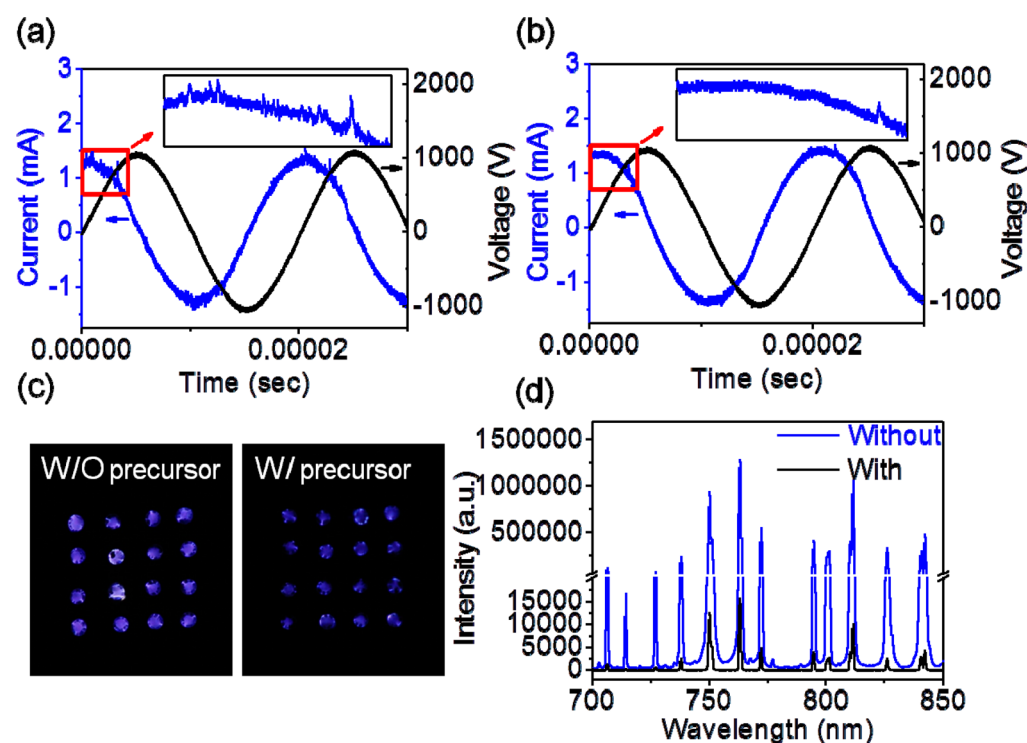 (a)
3
2
1
0
-1
Current (mA)
2000
1000
0
-1000
Voltage (V)
0.00000
0.00002
Time (sec)
(b)
3
2
1
0
-1
Current (mA)
2000
1000
0
-1000
Voltage (V)
0.00000
0.00002
Time (sec)
(c)
W/O precursor
W/ precursor
(d)
1500000
1000000
500000
15000
10000
5000
0
Intensity (a.u.)
Without
With
700
750
800
850
Wavelength (nm)